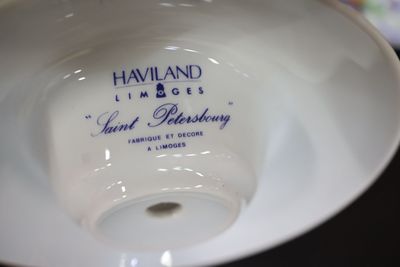 HAVILAND
LIMOGES
"Saint Petersbourg"
FABRIQUE ET DECORE
A LIMOGES